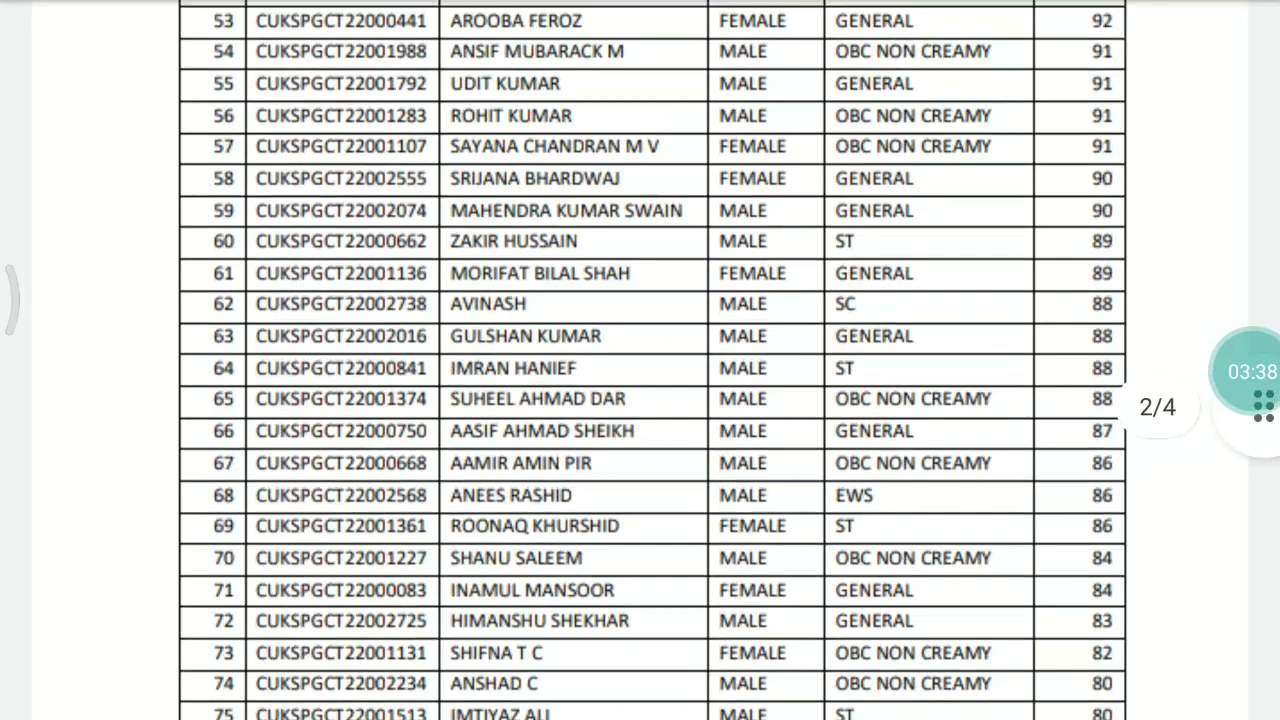 53 CUKSPGCT22000441 AROOBA FEROZ FEMALE GENERAL 92
54 CUKSPGCT22001988 ANSIF MUBARACK M MALE OBC NON CREAMY 91
55 CUKSPGCT22001792 UDIT KUMAR MALE GENERAL 91
56 CUKSPGCT22001283 ROHIT KUMAR MALE OBC NON CREAMY 91
57 CUKSPGCT22001107 SAYANA CHANDRAN M V FEMALE OBC NON CREAMY 91
58 CUKSPGCT22002555 SRIJANA BHARDWAJ FEMALE GENERAL 90
59 CUKSPGCT22002074 MAHENDRA KUMAR SWAIN MALE GENERAL 90
60 CUKSPGCT22000662 ZAKIR HUSSAIN MALE ST 89
61 CUKSPGCT22001136 MORIFAT BILAL SHAH FEMALE GENERAL 89
62 CUKSPGCT22002738 AVINASH MALE SC 88
63 CUKSPGCT22002016 GULSHAN KUMAR MALE GENERAL 88
64 CUKSPGCT22000841 IMRAN HANIEF MALE ST 88
65 CUKSPGCT22001374 SUHEEL AHMAD DAR MALE OBC NON CREAMY 88
66 CUKSPGCT22000750 AASIF AHMAD SHEIKH MALE GENERAL 87
67 CUKSPGCT22000668 AAMIR AMIN PIR MALE OBC NON CREAMY 86
68 CUKSPGCT22002568 ANEES RASHID MALE EWS 86
69 CUKSPGCT22001361 ROONAQ KHURSHID FEMALE ST 86
70 CUKSPGCT22001227 SHANU SALEEM MALE OBC NON CREAMY 84
71 CUKSPGCT22000083 INAMUL MANSOOR FEMALE GENERAL 84
72 CUKSPGCT22002725 HIMANSHU SHEKHAR MALE GENERAL 83
73 CUKSPGCT22001131 SHIFNA T C FEMALE OBC NON CREAMY 82
74 CUKSPGCT22002234 ANSHAD C MALE OBC NON CREAMY 80
75 CUKSPGCT22001513 IMTIYAZ ALI MALE ST 80
03:38
2/4